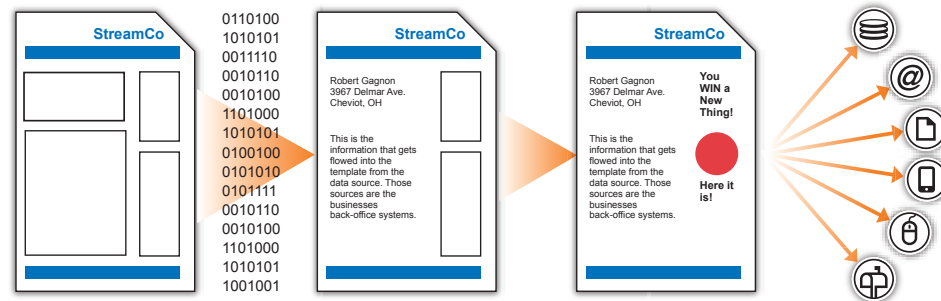 StreamCo
0110100
1010101
0011110
0010110
0010100
1101000
1010101
0100100
0101010
0101111
0010110
0010100
1101000
1010101
1001001
StreamCo
Robert Gagnon
3967 Delmar Ave.
Cheviot, OH
This is the
information that gets
flowed into the
template from the
data source. Those
sources are the
businesses
back-office systems.
StreamCo
Robert Gagnon
3967 Delmar Ave.
Cheviot, OH
This is the
information that gets
flowed into the
template from the
data source. Those
sources are the
businesses
back-office systems.
You
WIN a
New
Thing!
Here it
is!
@